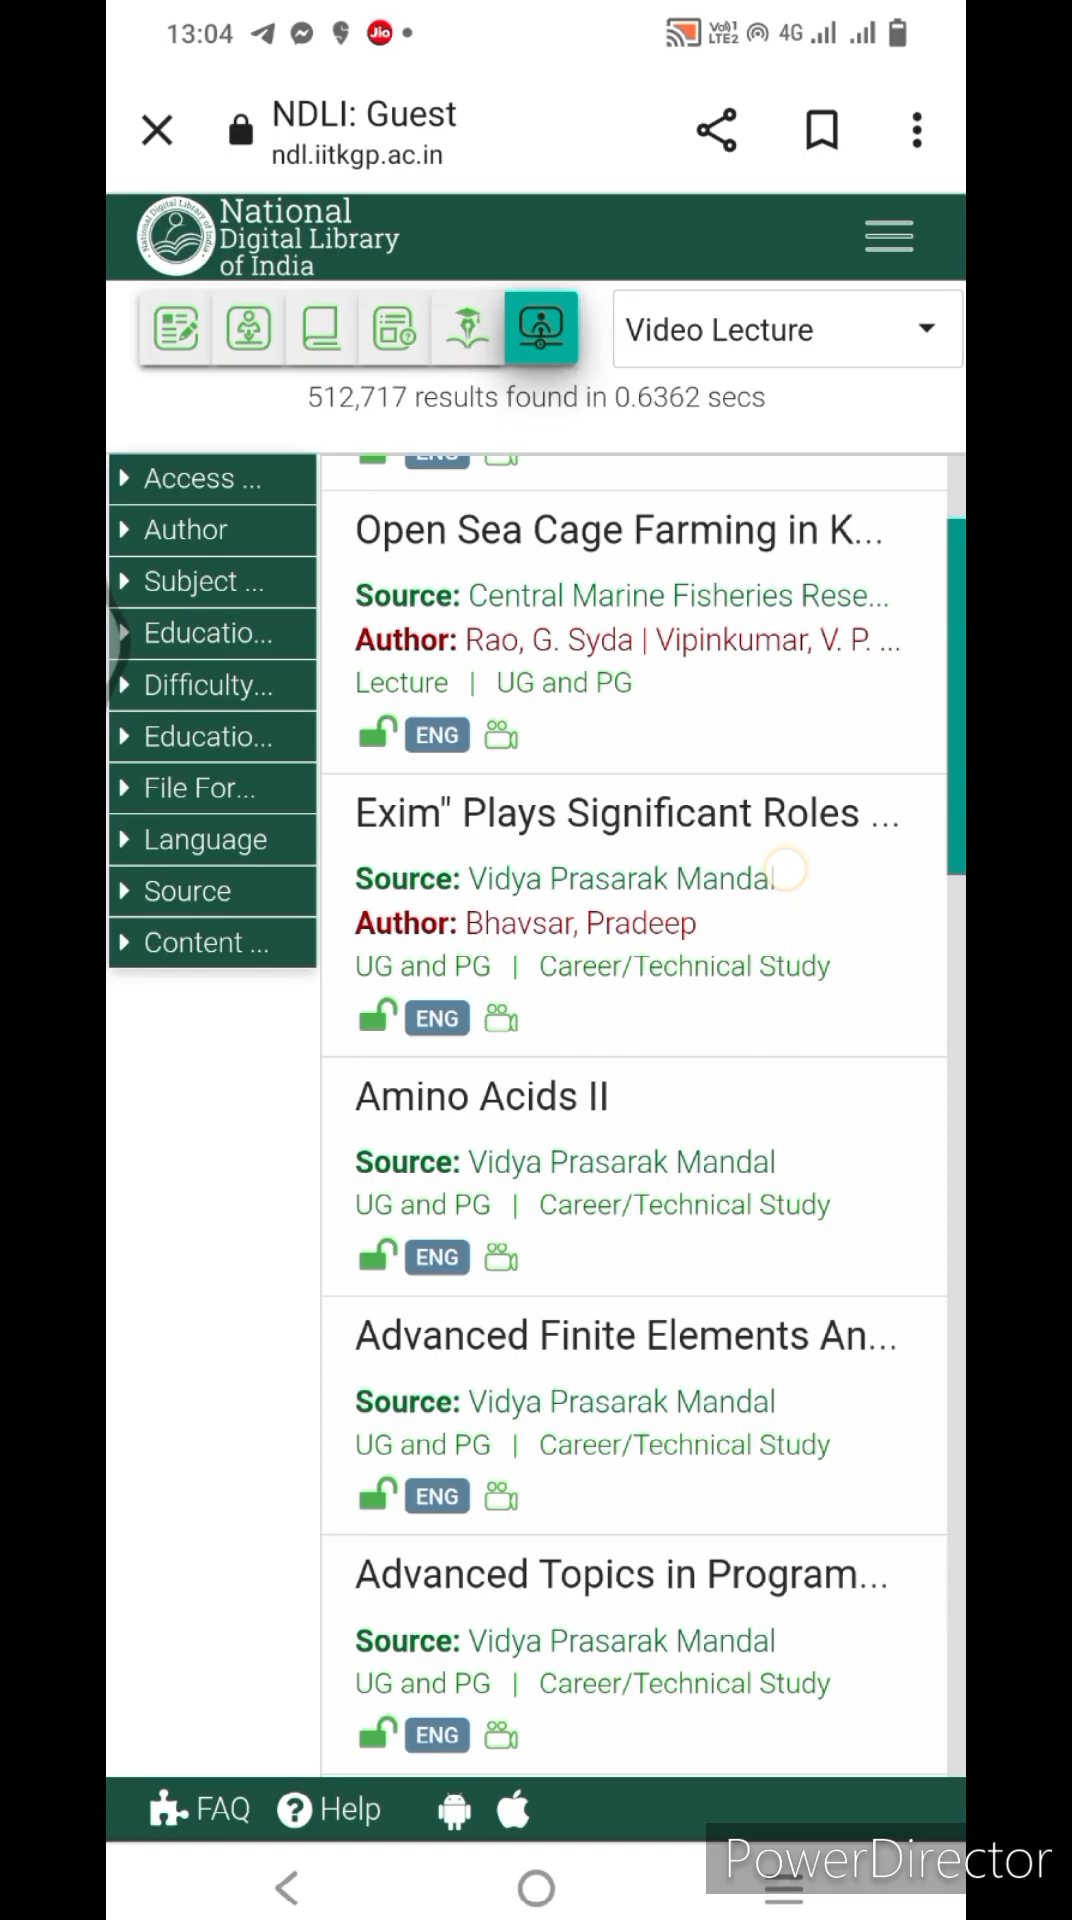 13:04
Jio
Vo)) 1
LTE2
4G
NDLI: Guest
ndl.iitkgp.ac.in
National
Digital Library
of India
Video Lecture
512,717 results found in 0.6362 secs
Access ...
Author
Subject ...
Educatio...
Difficulty...
Educatio...
File For...
Language
Source
Content ...
ENG
Open Sea Cage Farming in K...
Source: Central Marine Fisheries Rese...
Author: Rao, G. Syda | Vipinkumar, V. P. ...
Lecture | UG and PG
ENG
Exim" Plays Significant Roles ...
Source: Vidya Prasarak Mandal
Author: Bhavsar, Pradeep
UG and PG | Career/Technical Study
ENG
Amino Acids II
Source: Vidya Prasarak Mandal
UG and PG | Career/Technical Study
ENG
Advanced Finite Elements An...
Source: Vidya Prasarak Mandal
UG and PG | Career/Technical Study
ENG
Advanced Topics in Program...
Source: Vidya Prasarak Mandal
UG and PG | Career/Technical Study
ENG
FAQ
? Help
PowerDirector